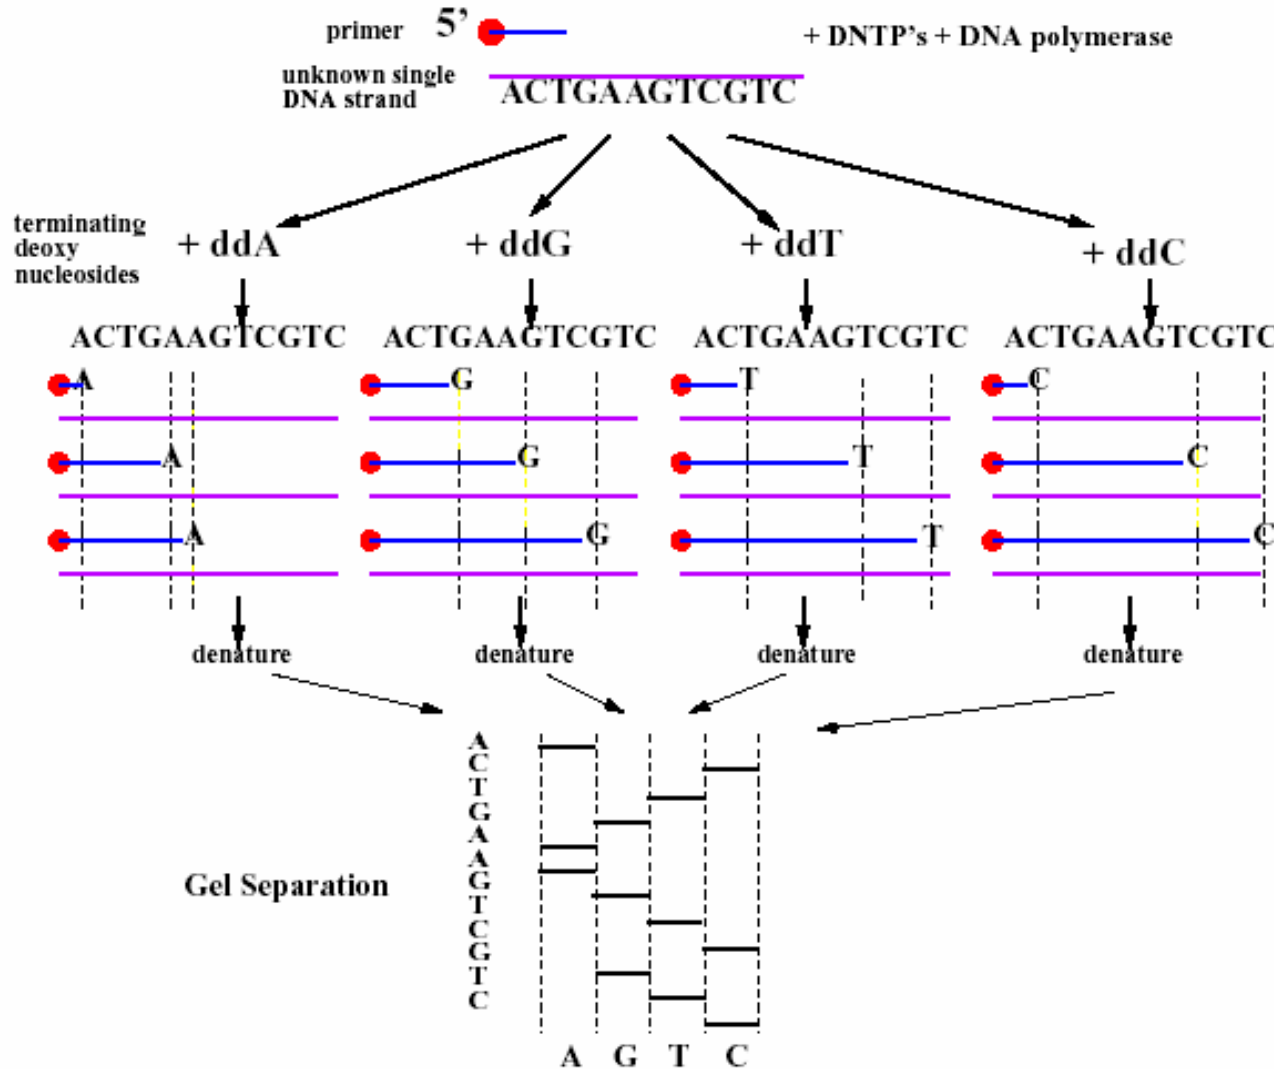 primer 5’ + DNTP's + DNA polymerase
unknown single
DNA strand
ACTGAAGTCGTC
terminating
deoxy
nucleosides
+ ddA + ddG + ddT + ddC
ACTGAAGTCGTC ACTGAAGTCGTC ACTGAAGTCGTC ACTGAAGTCGTC
A G T C
A G T C
A G T C
denature denature denature denature
A
C
T
G
A
A
G
T
C
G
T
C
Gel Separation
A G T C